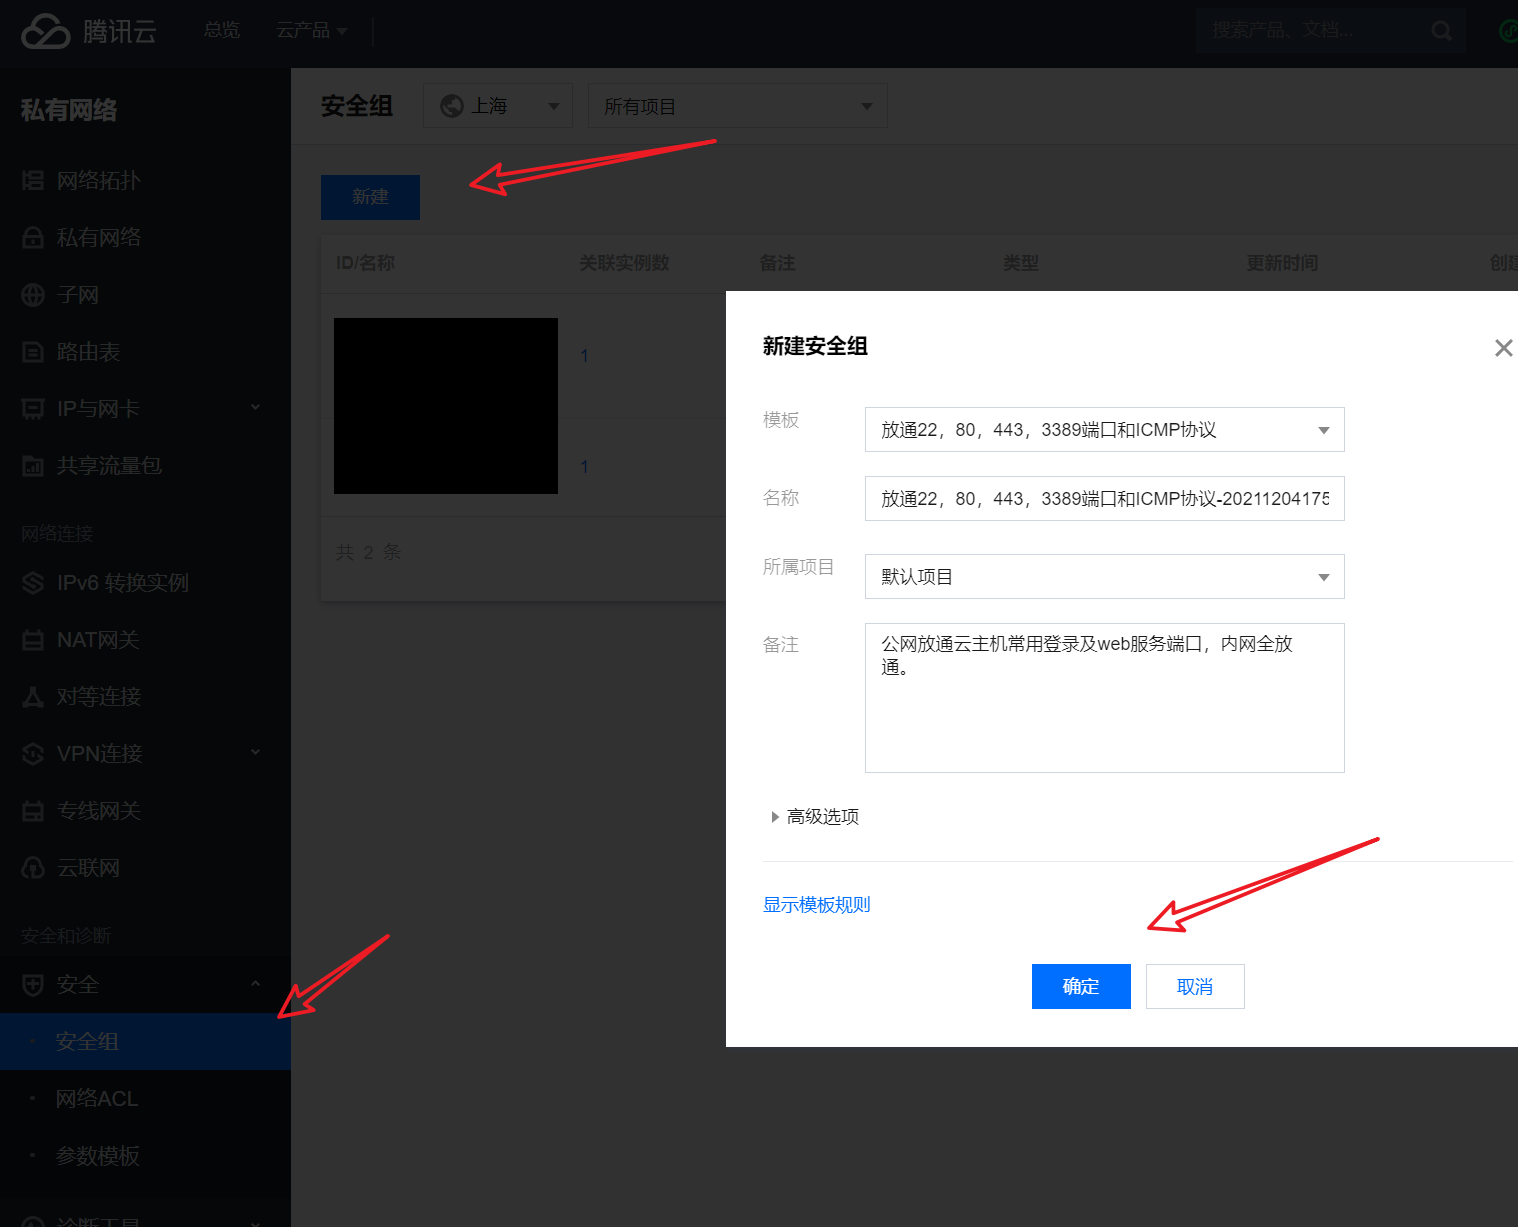 腾讯云
总览
云产品
搜索产品、文档...
私有网络
网络拓扑
私有网络
子网
路由表
IP与网卡
共享流量包
网络连接
IPv6 转换实例
NAT网关
对等连接
VPN连接
专线网关
云联网
安全和诊断
安全
安全组
网络ACL
参数模板
诊断工具
安全组
上海
所有项目
新建
ID/名称 关联实例数 备注 类型 更新时间 创建
1
1
共 2 条
新建安全组
模板
放通22，80，443，3389端口和ICMP协议
名称
放通22，80，443，3389端口和ICMP协议-20211204175
所属项目
默认项目
备注
公网放通云主机常用登录及web服务端口，内网全放
通。
高级选项
显示模板规则
确定
取消